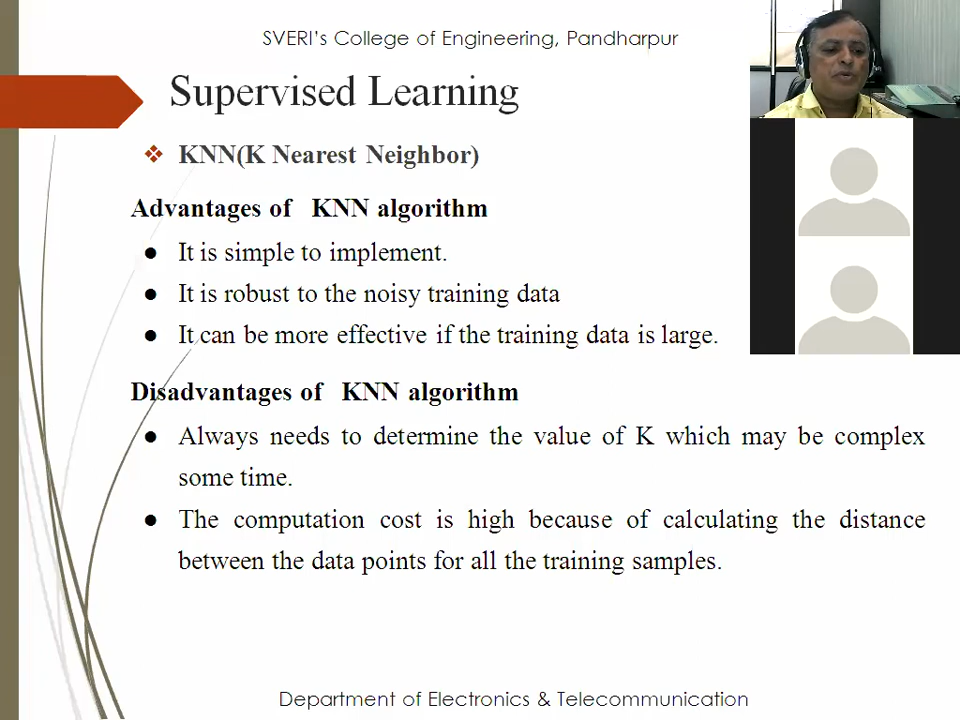 SVERI's College of Engineering, Pandharpur
Supervised Learning
❖ KNN(K Nearest Neighbor)
Advantages of KNN algorithm
● It is simple to implement.
● It is robust to the noisy training data
● It can be more effective if the training data is large.
Disadvantages of KNN algorithm
● Always needs to determine the value of K which may be complex
some time.
● The computation cost is high because of calculating the distance
between the data points for all the training samples.
Department of Electronics & Telecommunication